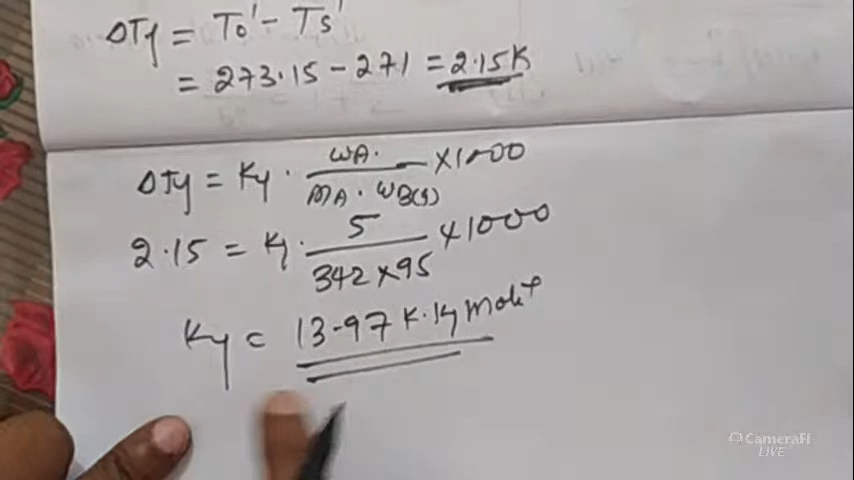 ΔTf = To' - Ts'
= 273.15 - 271 = 2.15K
ΔTf = Kf · WA. / MA · WB(g) × 1000
2.15 = Kf · 5 / 342 × 95 × 1000
Kf = 13.97 K·Kg mol-1
CameraFi
LIVE